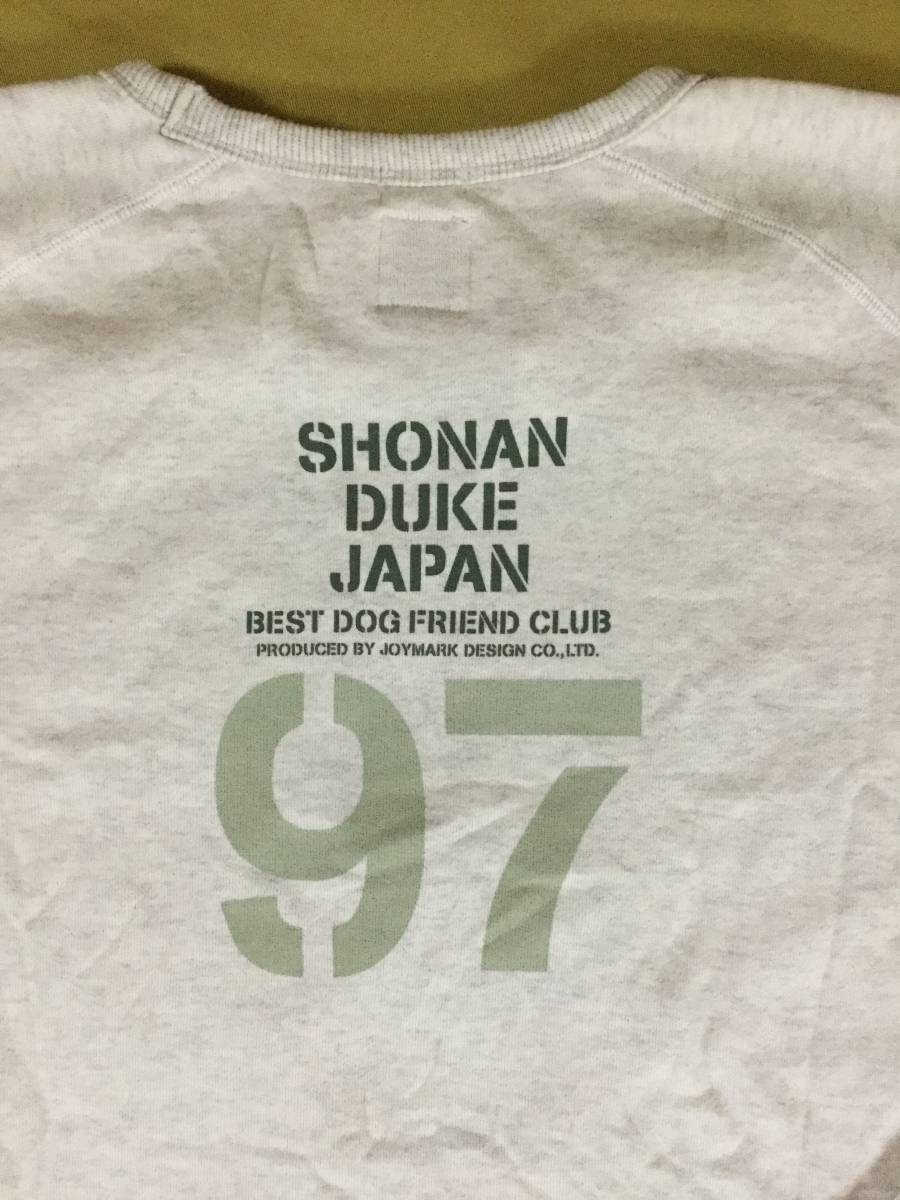 SHONAN
DUKE
JAPAN
BEST DOG FRIEND CLUB
PRODUCED BY JOYMARK DESIGN CO.,LTD.
97